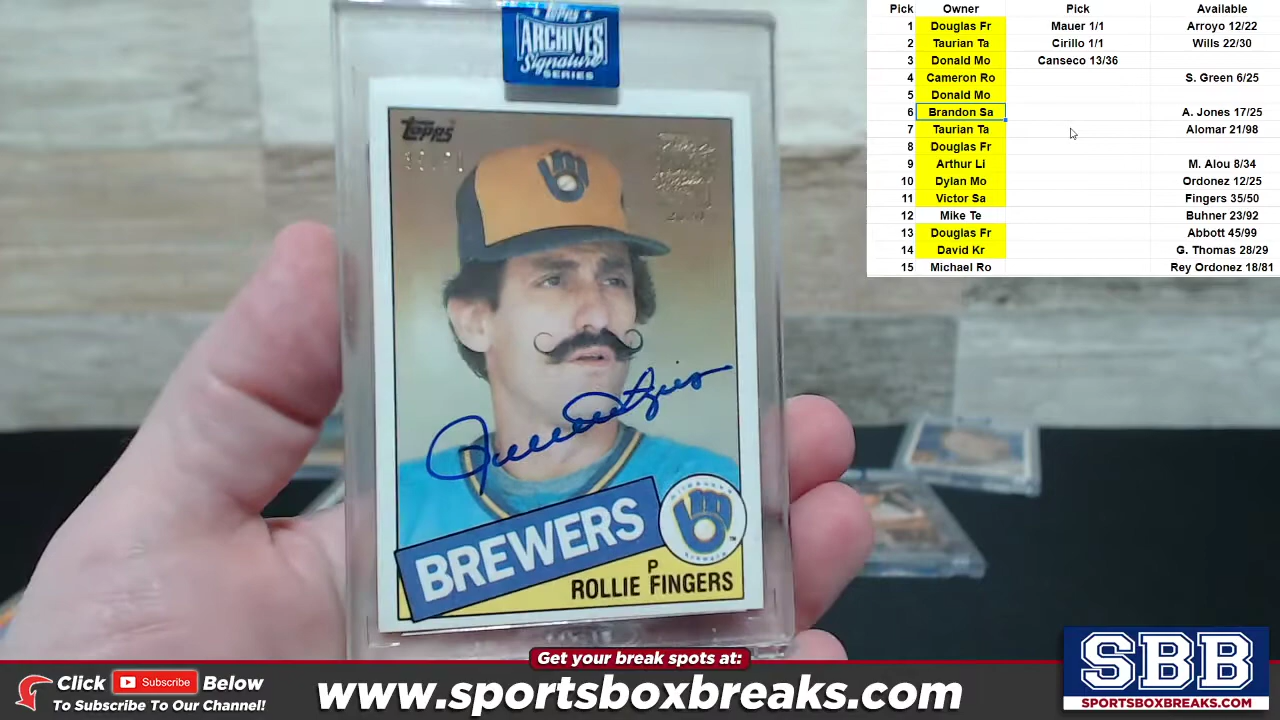 Topps
ARCHIVES
Signature
SERIES
Topps
BREWERS
P
ROLLIE FINGERS
Pick Owner Pick Available
1 Douglas Fr Mauer 1/1 Arroyo 12/22
2 Taurian Ta Cirillo 1/1 Wills 22/30
3 Donald Mo Canseco 13/36
4 Cameron Ro S. Green 6/25
5 Donald Mo
6 Brandon Sa A. Jones 17/25
7 Taurian Ta Alomar 21/98
8 Douglas Fr
9 Arthur Li M. Alou 8/34
10 Dylan Mo Ordonez 12/25
11 Victor Sa Fingers 35/50
12 Mike Te Buhner 23/92
13 Douglas Fr Abbott 45/99
14 David Kr G. Thomas 28/29
15 Michael Ro Rey Ordonez 18/81
Get your break spots at:
Click Subscribe Below
To Subscribe To Our Channel!
www.sportsboxbreaks.com
SBB
SPORTSBOXBREAKS.COM